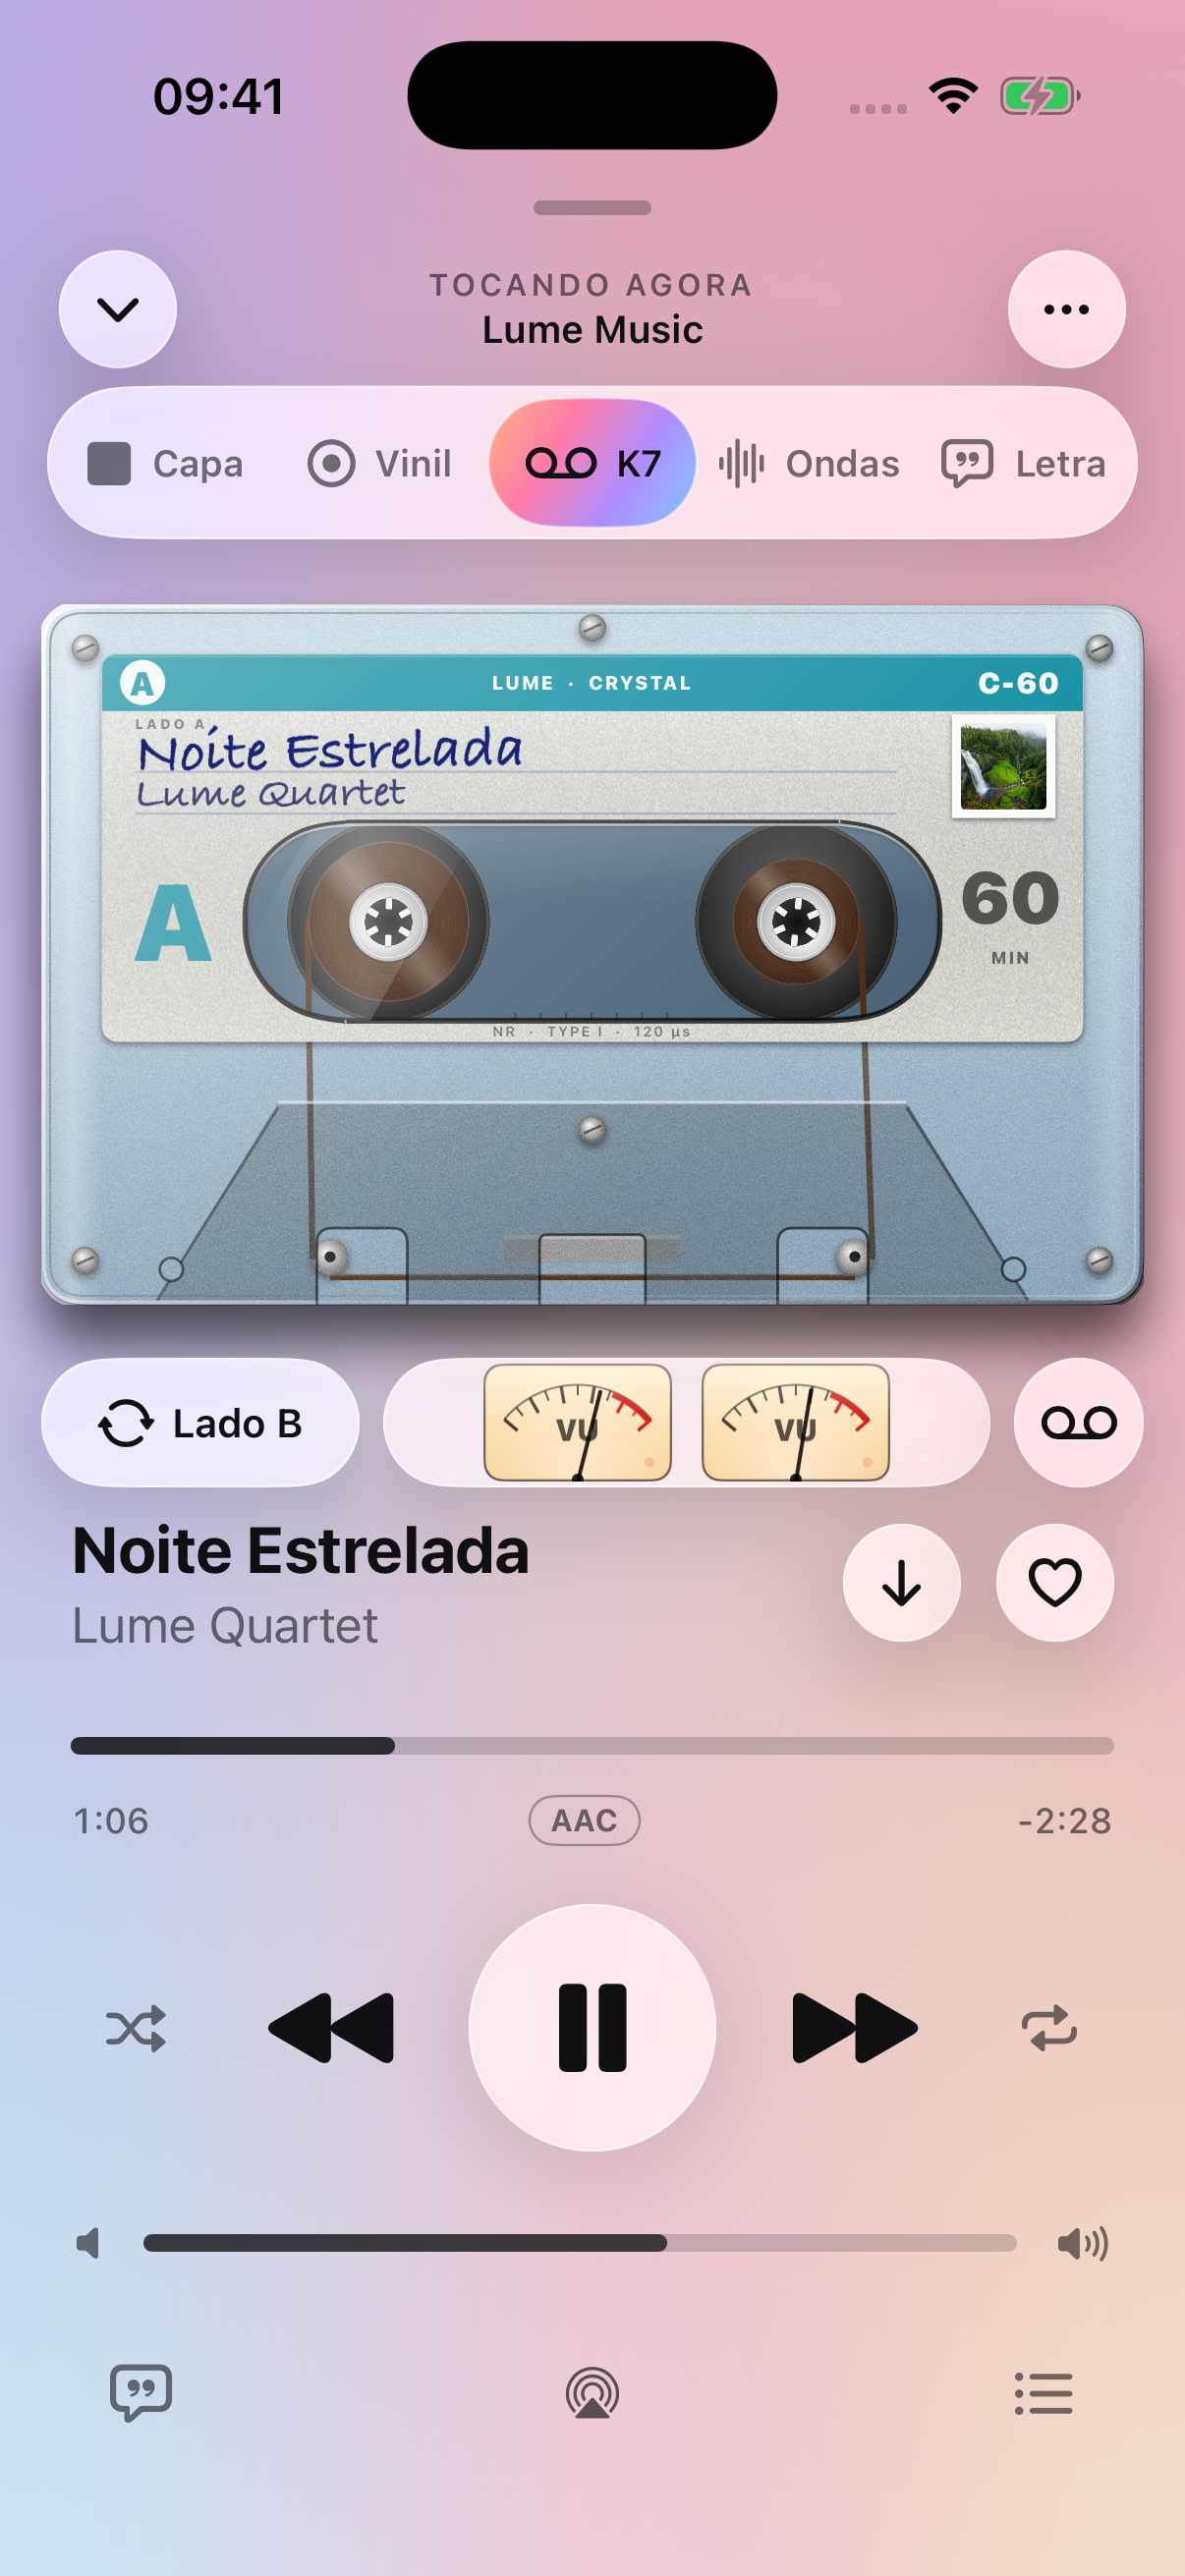 09:41
TOCANDO AGORA
Lume Music
Capa Vinil K7 Ondas Letra
A LUME · CRYSTAL C-60
LADO A
Noite Estrelada
Lume Quartet
A 60
MIN
NR · TYPE I · 120 µs
Lado B VU VU
Noite Estrelada
Lume Quartet
1:06 AAC -2:28